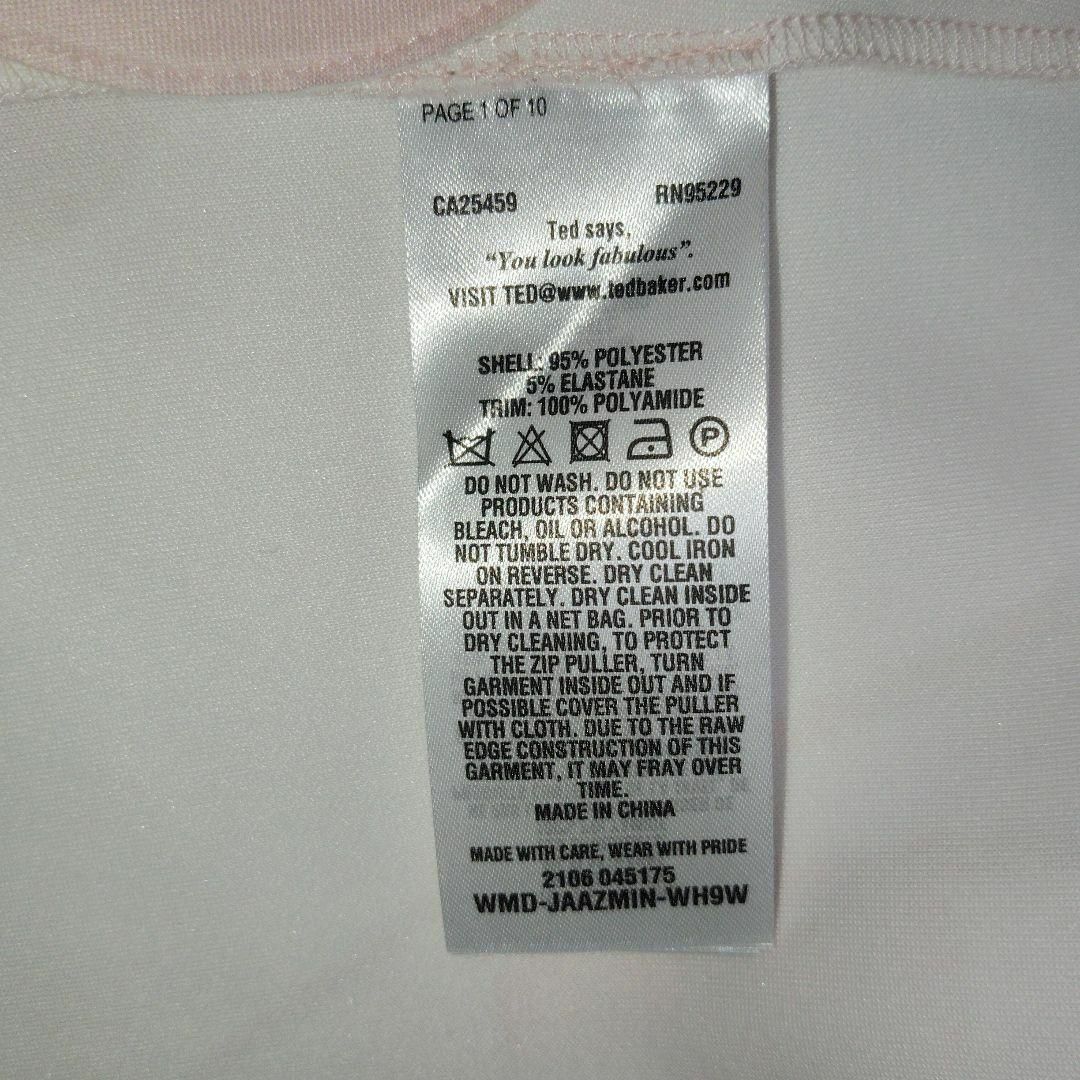 PAGE 1 OF 10
CA25459 RN95229
Ted says,
“You look fabulous”.
VISIT TED@www.tedbaker.com
SHELL: 95% POLYESTER
5% ELASTANE
TRIM: 100% POLYAMIDE
P
DO NOT WASH. DO NOT USE
PRODUCTS CONTAINING
BLEACH, OIL OR ALCOHOL. DO
NOT TUMBLE DRY. COOL IRON
ON REVERSE. DRY CLEAN
SEPARATELY. DRY CLEAN INSIDE
OUT IN A NET BAG. PRIOR TO
DRY CLEANING, TO PROTECT
THE ZIP PULLER, TURN
GARMENT INSIDE OUT AND IF
POSSIBLE COVER THE PULLER
WITH CLOTH. DUE TO THE RAW
EDGE CONSTRUCTION OF THIS
GARMENT, IT MAY FRAY OVER
TIME.
MADE IN CHINA
MADE WITH CARE, WEAR WITH PRIDE
2106 045175
WMD-JAAZMIN-WH9W